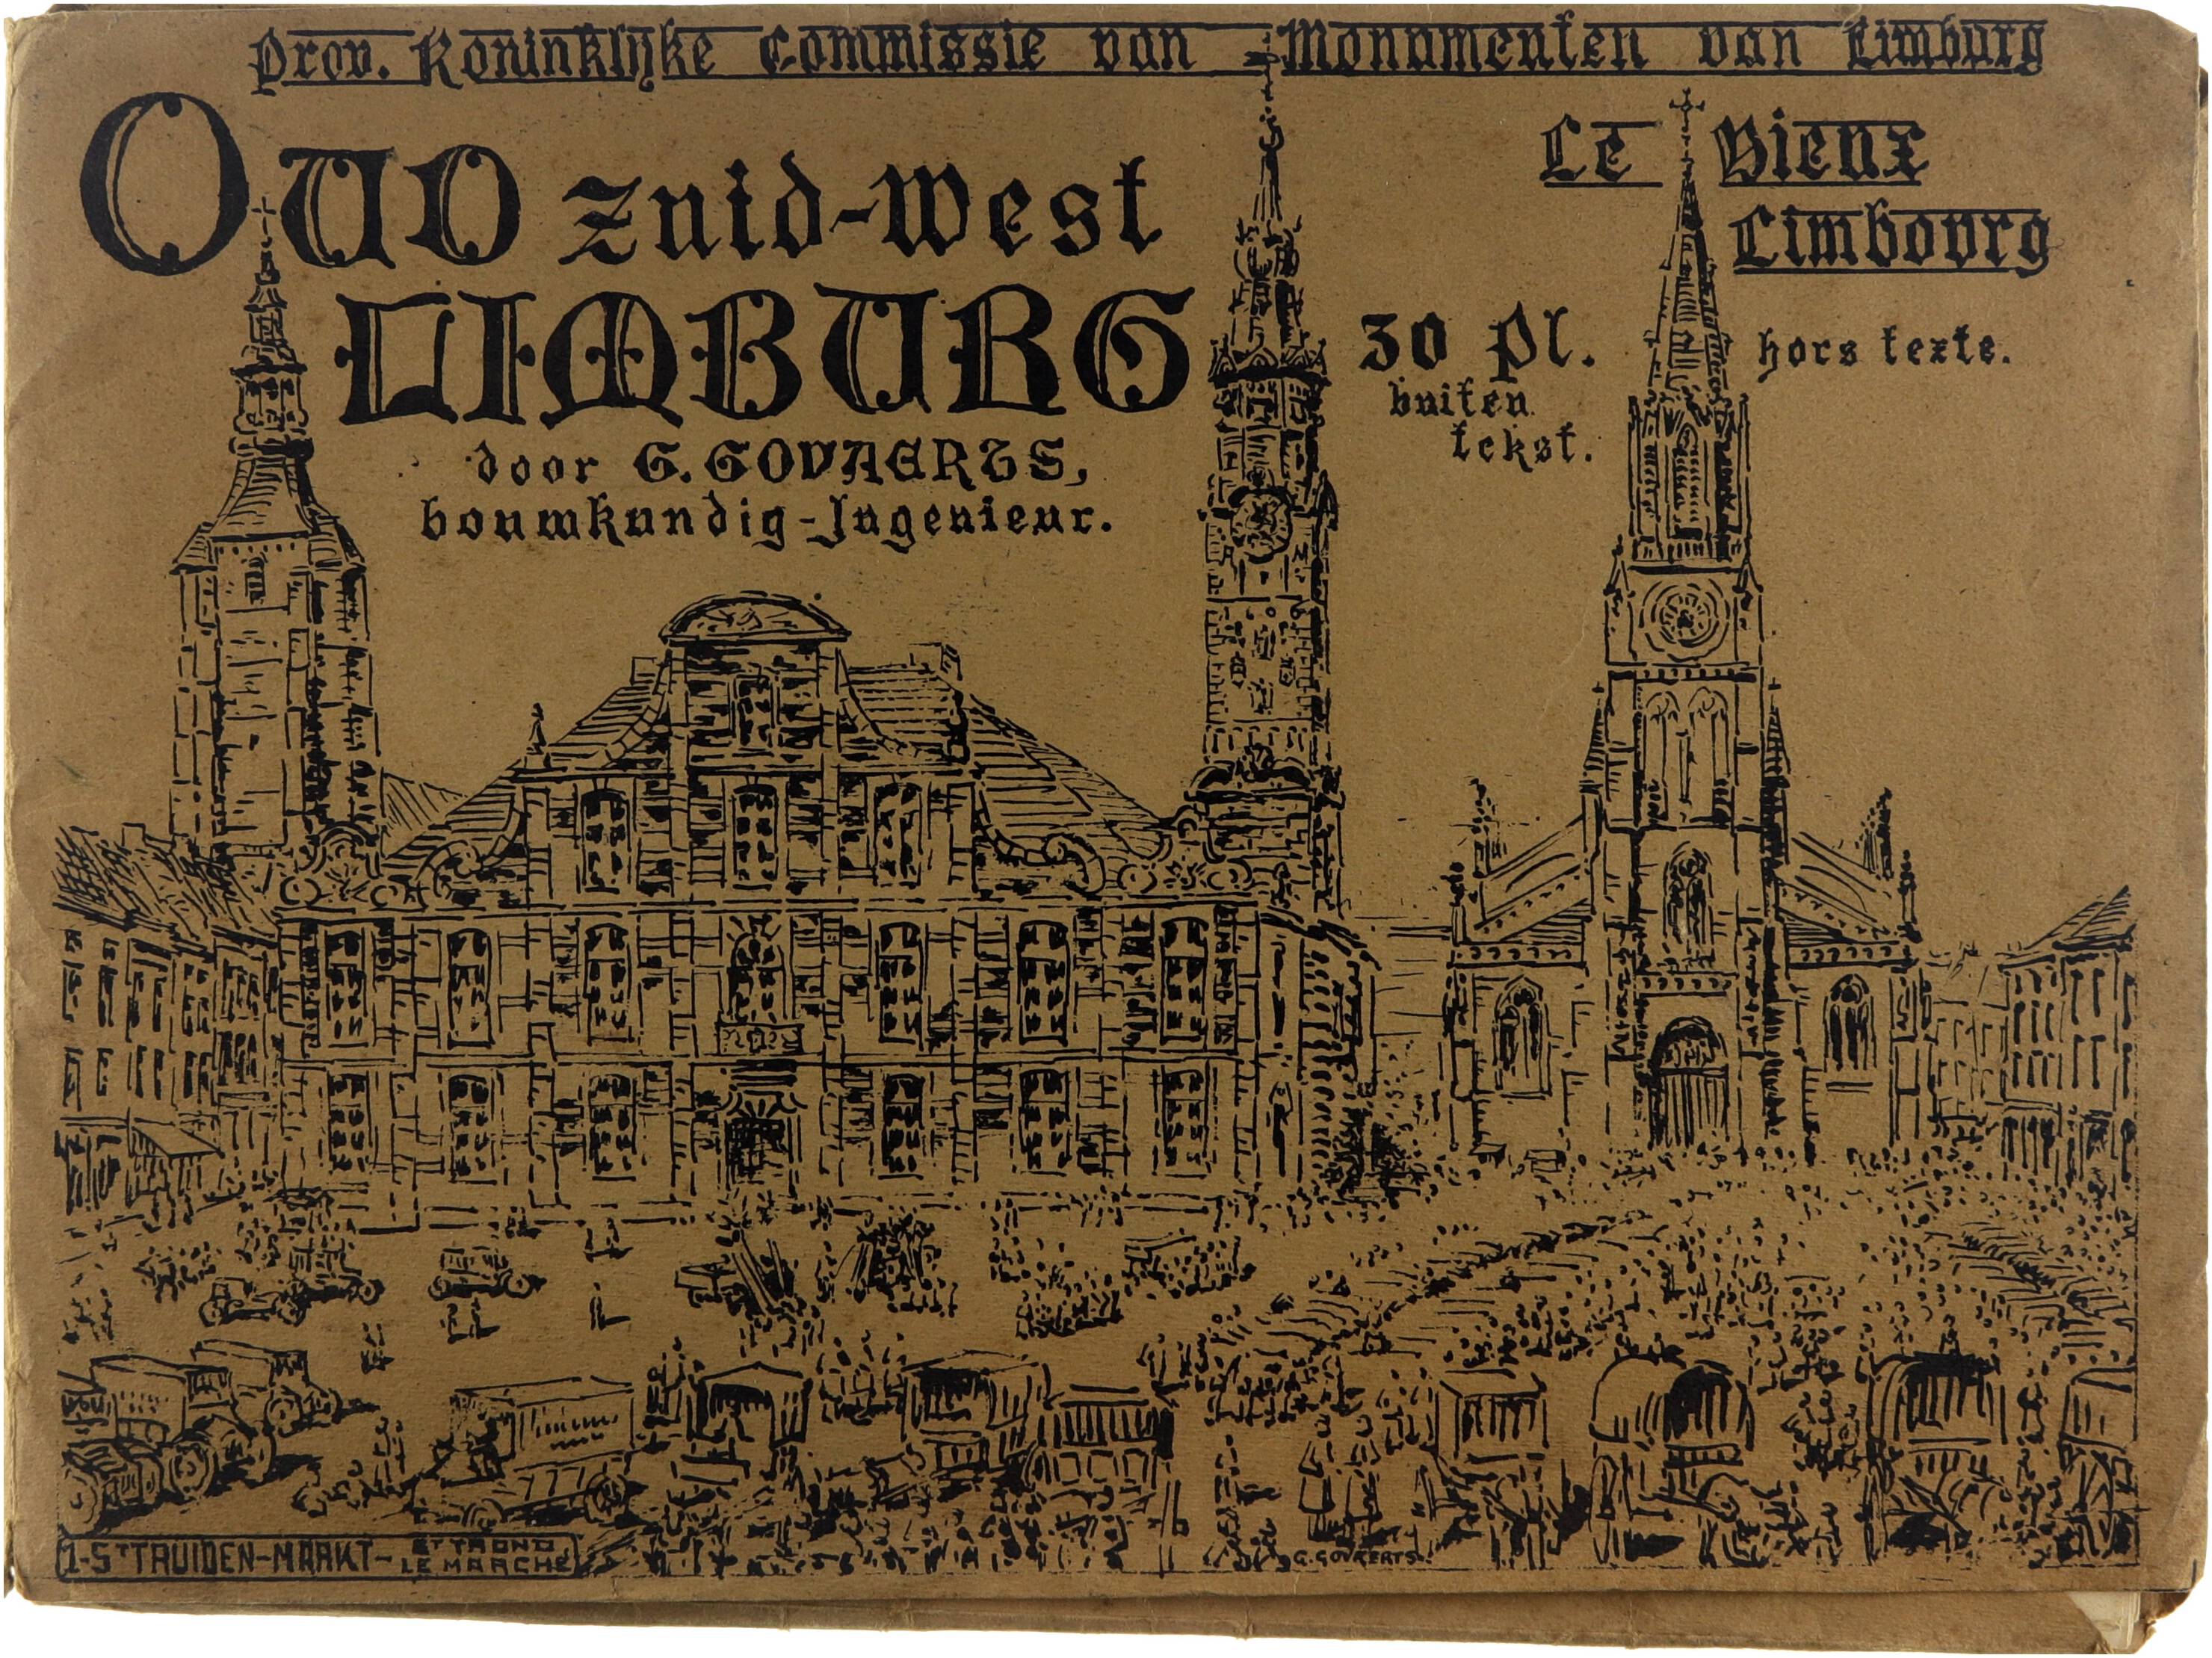 Prov. Koninklijke Commissie van Monumenten van Limburg
OUD Zuid-West
LIMBURG
door G. GOVAERTS,
bouwkundig-Ingenieur.
Le Vieux
Limbourg
30 Pl.
buiten
tekst.
hors texte.
1-ST TRUIDEN-MARKT-
ST TROND
LE MARCHÉ
G. GOVAERTS.